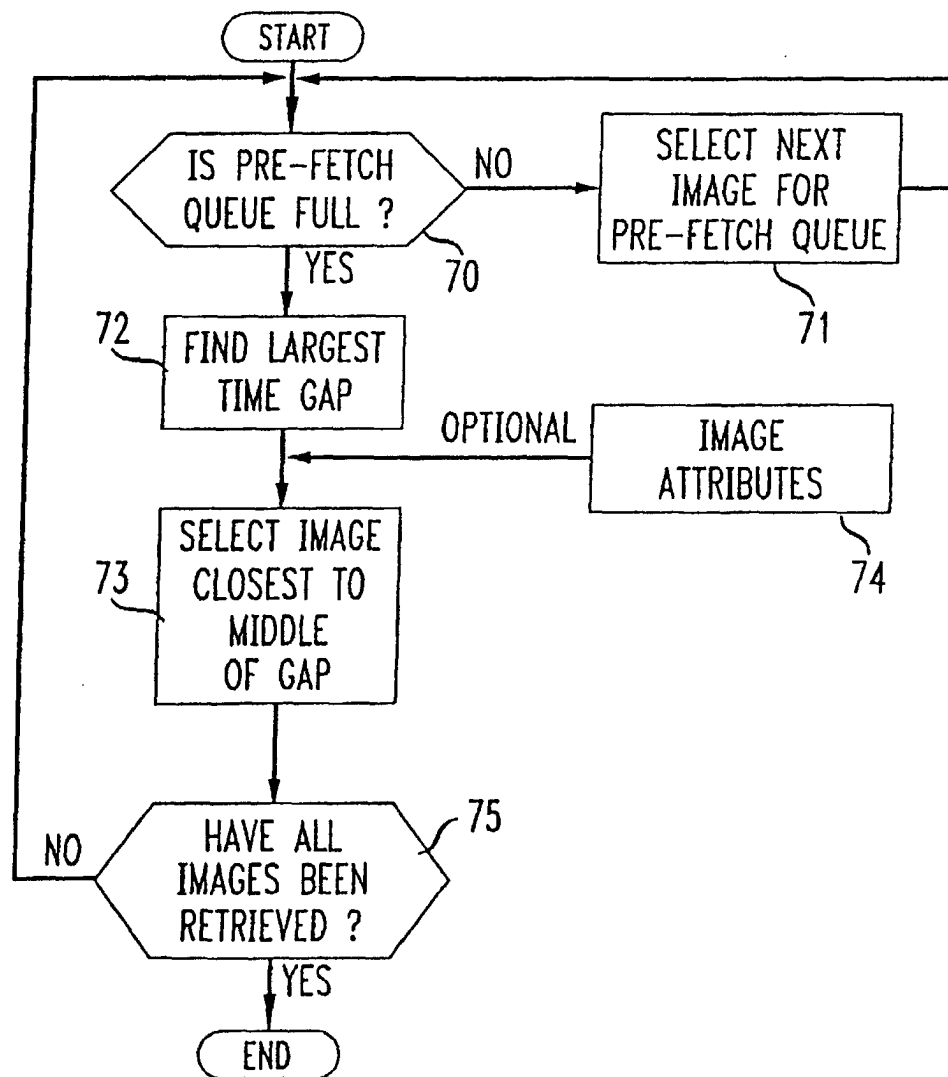 START
IS PRE-FETCH
QUEUE FULL ?
70
NO
YES
SELECT NEXT
IMAGE FOR
PRE-FETCH QUEUE
71
72
FIND LARGEST
TIME GAP
OPTIONAL
IMAGE
ATTRIBUTES
74
73
SELECT IMAGE
CLOSEST TO
MIDDLE
OF GAP
75
HAVE ALL
IMAGES BEEN
RETRIEVED ?
NO
YES
END